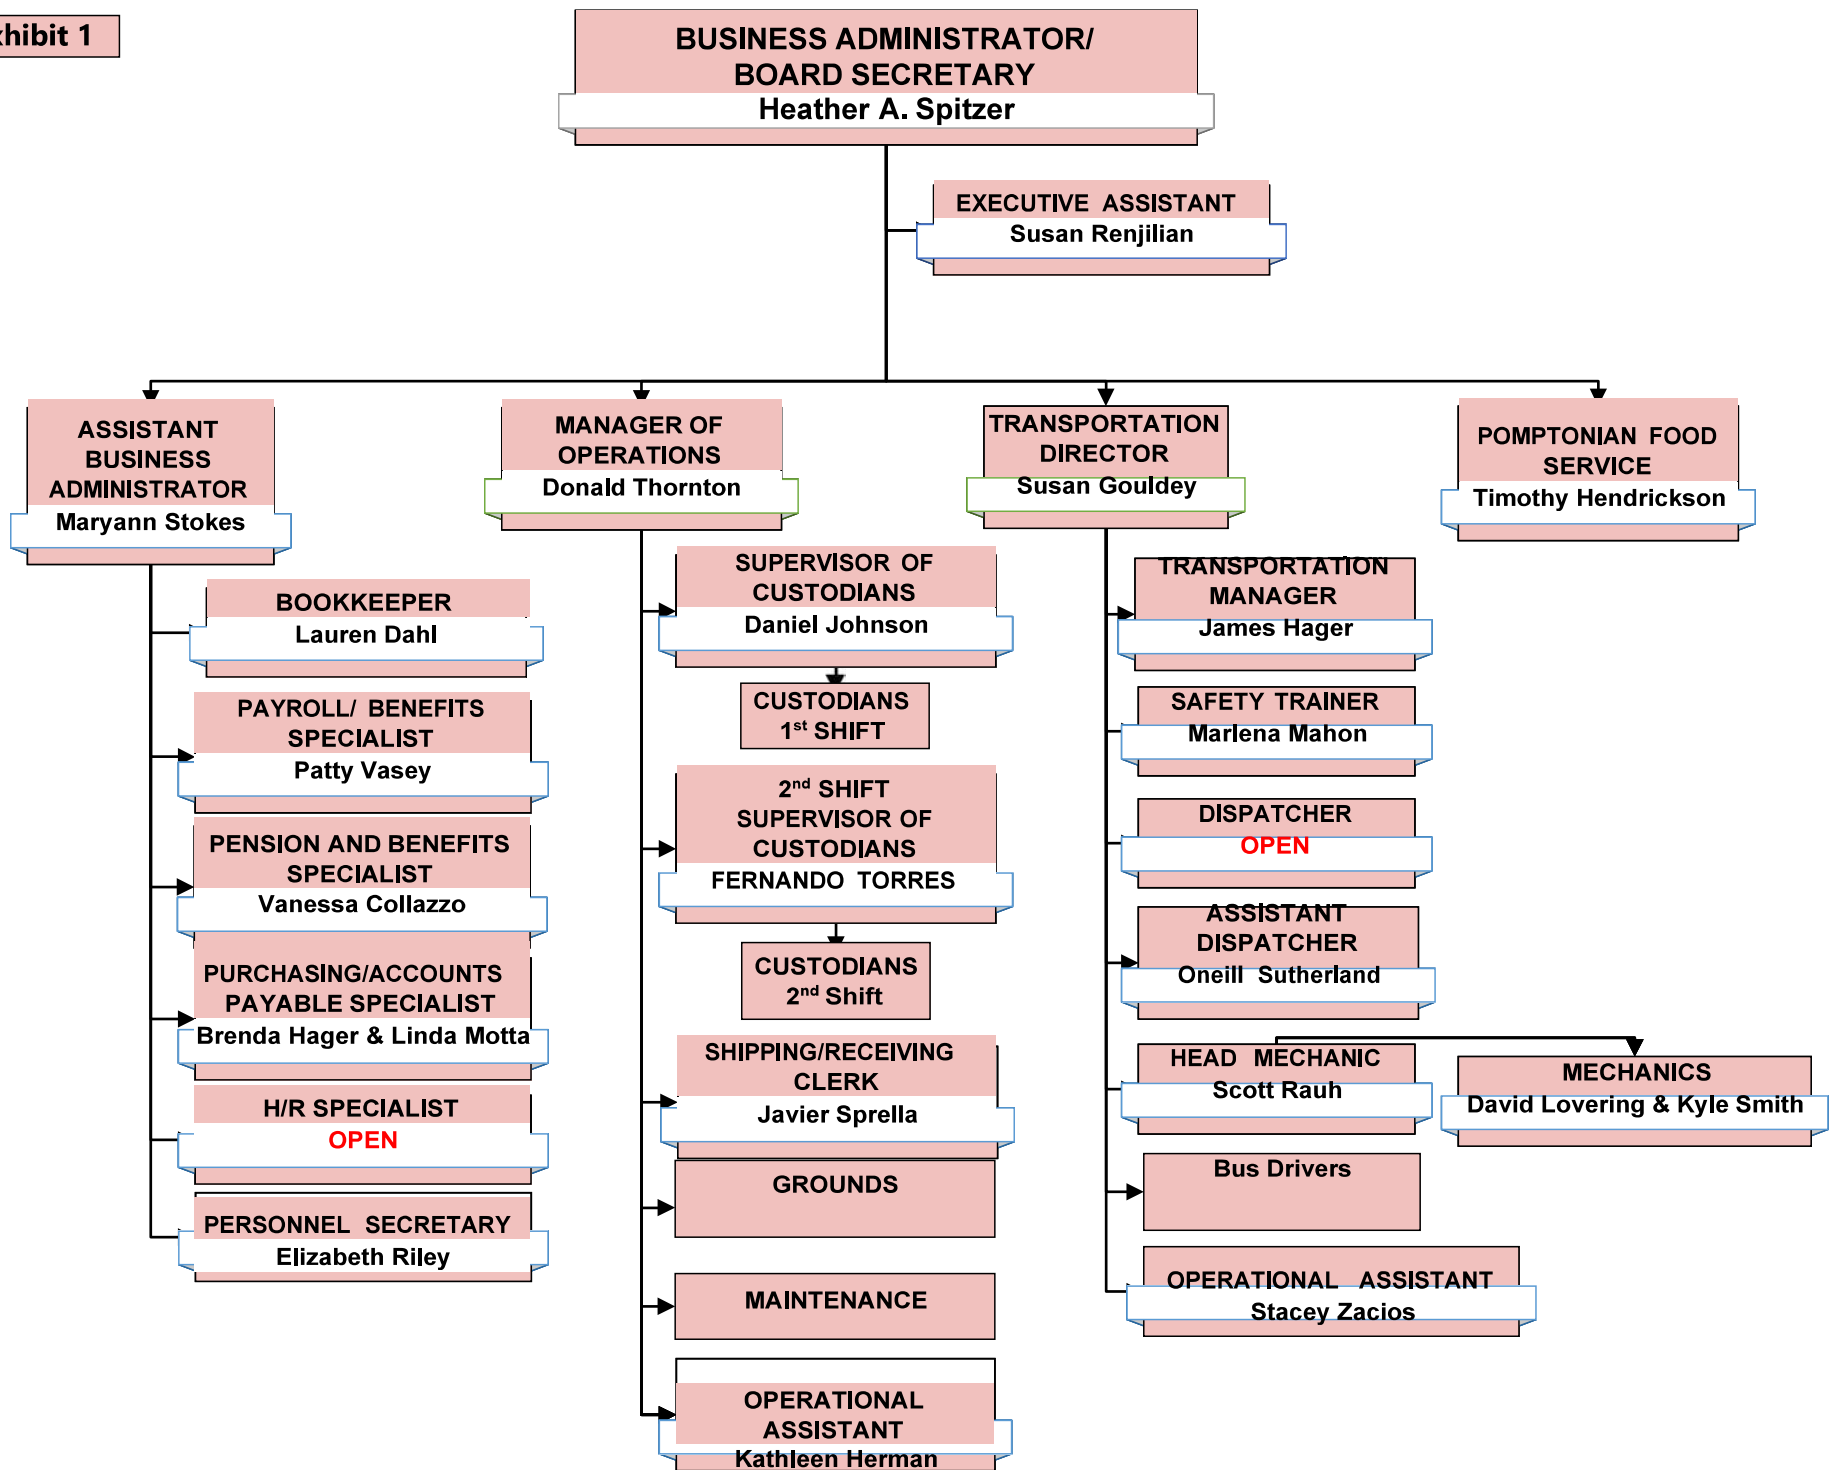 xhibit 1
BUSINESS ADMINISTRATOR/
BOARD SECRETARY
Heather A. Spitzer
EXECUTIVE ASSISTANT
Susan Renjilian
ASSISTANT
BUSINESS
ADMINISTRATOR
Maryann Stokes
BOOKKEEPER
Lauren Dahl
PAYROLL/ BENEFITS
SPECIALIST
Patty Vasey
PENSION AND BENEFITS
SPECIALIST
Vanessa Collazzo
PURCHASING/ACCOUNTS
PAYABLE SPECIALIST
Brenda Hager & Linda Motta
H/R SPECIALIST
OPEN
PERSONNEL SECRETARY
Elizabeth Riley
MANAGER OF
OPERATIONS
Donald Thornton
SUPERVISOR OF
CUSTODIANS
Daniel Johnson
CUSTODIANS
1st SHIFT
2nd SHIFT
SUPERVISOR OF
CUSTODIANS
FERNANDO TORRES
CUSTODIANS
2nd Shift
SHIPPING/RECEIVING
CLERK
Javier Sprella
GROUNDS
MAINTENANCE
OPERATIONAL
ASSISTANT
Kathleen Herman
TRANSPORTATION
DIRECTOR
Susan Gouldey
TRANSPORTATION
MANAGER
James Hager
SAFETY TRAINER
Marlena Mahon
DISPATCHER
OPEN
ASSISTANT
DISPATCHER
Oneill Sutherland
HEAD MECHANIC
Scott Rauh
MECHANICS
David Lovering & Kyle Smith
Bus Drivers
OPERATIONAL ASSISTANT
Stacey Zacios
POMPTONIAN FOOD
SERVICE
Timothy Hendrickson